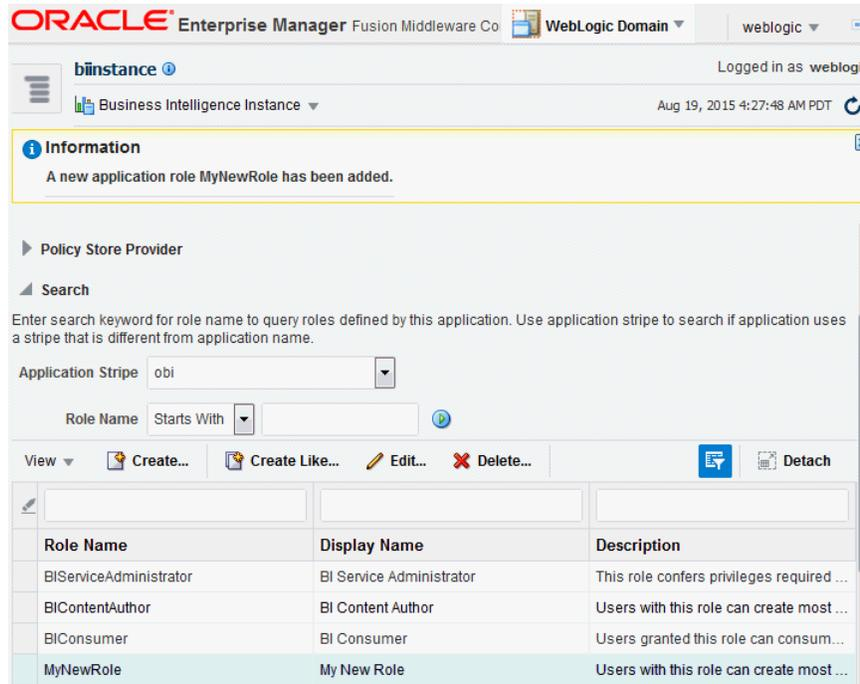 ORACLE Enterprise Manager Fusion Middleware Co WebLogic Domain weblogic
biinstance Logged in as weblogi
Business Intelligence Instance Aug 19, 2015 4:27:48 AM PDT
Information
A new application role MyNewRole has been added.
Policy Store Provider
Search
Enter search keyword for role name to query roles defined by this application. Use application stripe to search if application uses
a stripe that is different from application name.
Application Stripe obi
Role Name Starts With
View Create... Create Like... Edit... Delete... Detach
Role Name Display Name Description
BIServiceAdministrator BI Service Administrator This role confers privileges required ...
BIContentAuthor BI Content Author Users with this role can create most ...
BIConsumer BI Consumer Users granted this role can consum...
MyNewRole My New Role Users with this role can create most ...